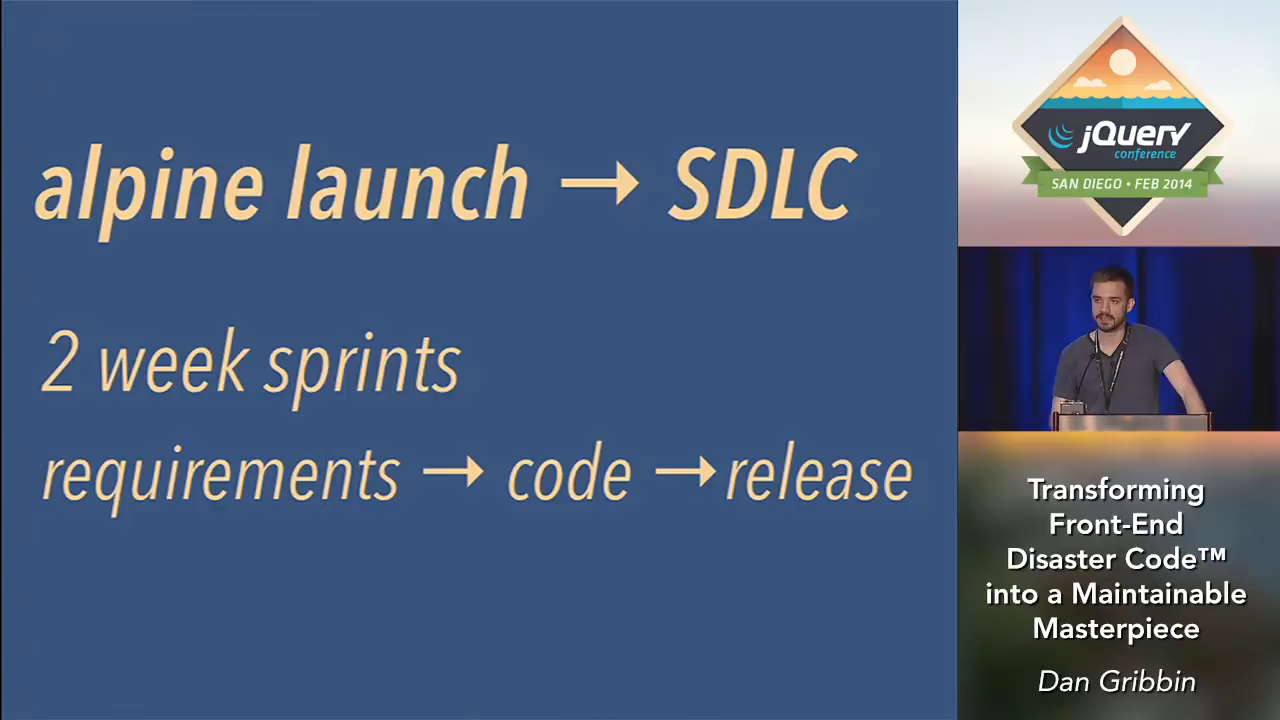 alpine launch → SDLC
2 week sprints
requirements → code → release
jQuery
conference
SAN DIEGO • FEB 2014
Transforming
Front-End
Disaster Code™
into a Maintainable
Masterpiece
Dan Gribbin